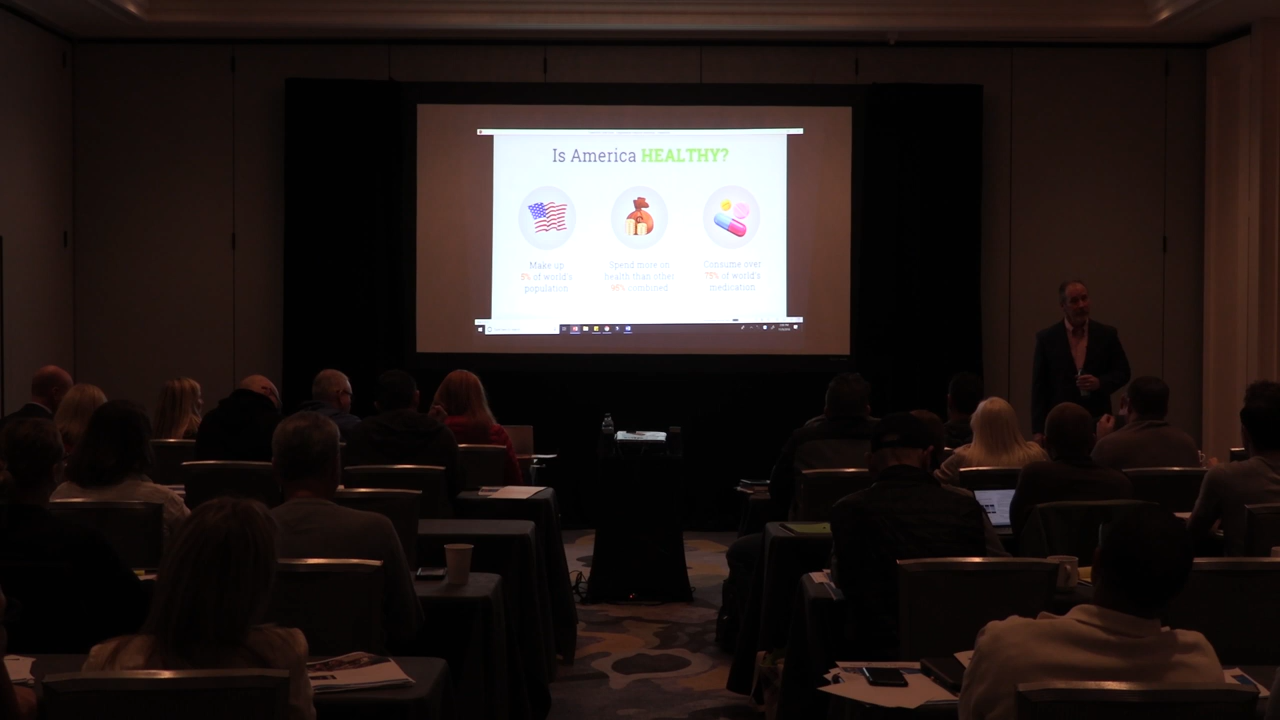 Is America HEALTHY?
Make up
5% of world's
population
Spend more on
health than other
98% combined
Consume over
75% of world's
medication